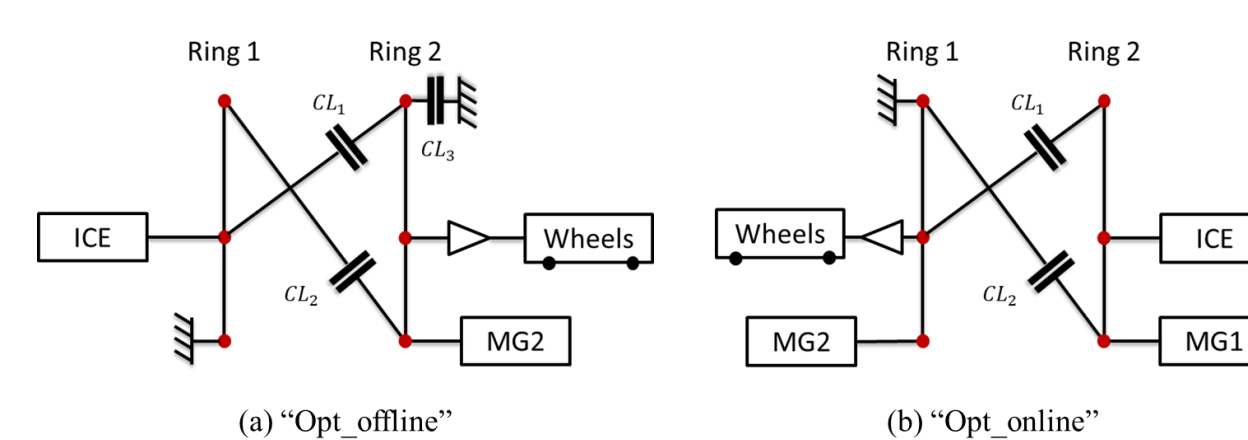 Ring 1 Ring 2 Ring 1 Ring 2
CL₁ CL₁
CL₃
ICE Wheels Wheels ICE
CL₂ CL₂
MG2 MG2 MG1
(a) “Opt_offline” (b) “Opt_online”